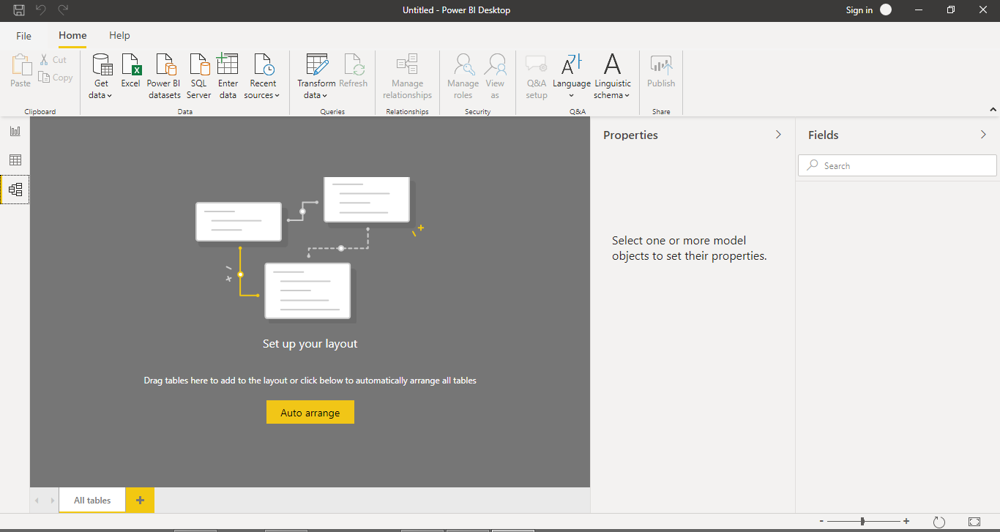 Untitled - Power BI Desktop
Sign in
File
Home
Help
Paste
Cut
Copy
Clipboard
Get
data
Excel
Power BI
datasets
SQL
Server
Enter
data
Recent
sources
Data
Transform
data
Refresh
Queries
Manage
relationships
Relationships
Manage
roles
View
as
Security
Q&A
setup
Language
Linguistic
schema
Q&A
Publish
Share
Properties
Fields
Search
Select one or more model
objects to set their properties.
Set up your layout
Drag tables here to add to the layout or click below to automatically arrange all tables
Auto arrange
All tables